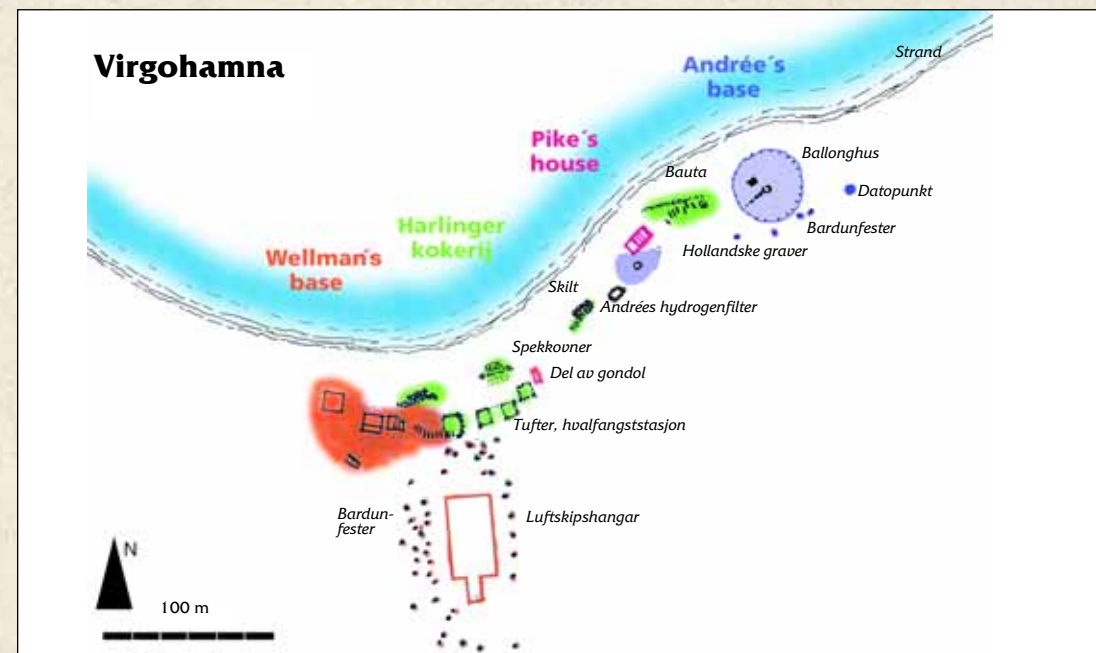 Virgohamna
Strand
Andrée´s
base
Pike´s
house
Ballonghus
Bauta
Datopunkt
Harlinger
kokerij
Bardunfester
Wellman´s
base
Hollandske graver
Skilt
Andrées hydrogenfilter
Spekkovner
Del av gondol
Tufter, hvalfangststasjon
Bardun-
fester
Luftskipshangar
N
100 m